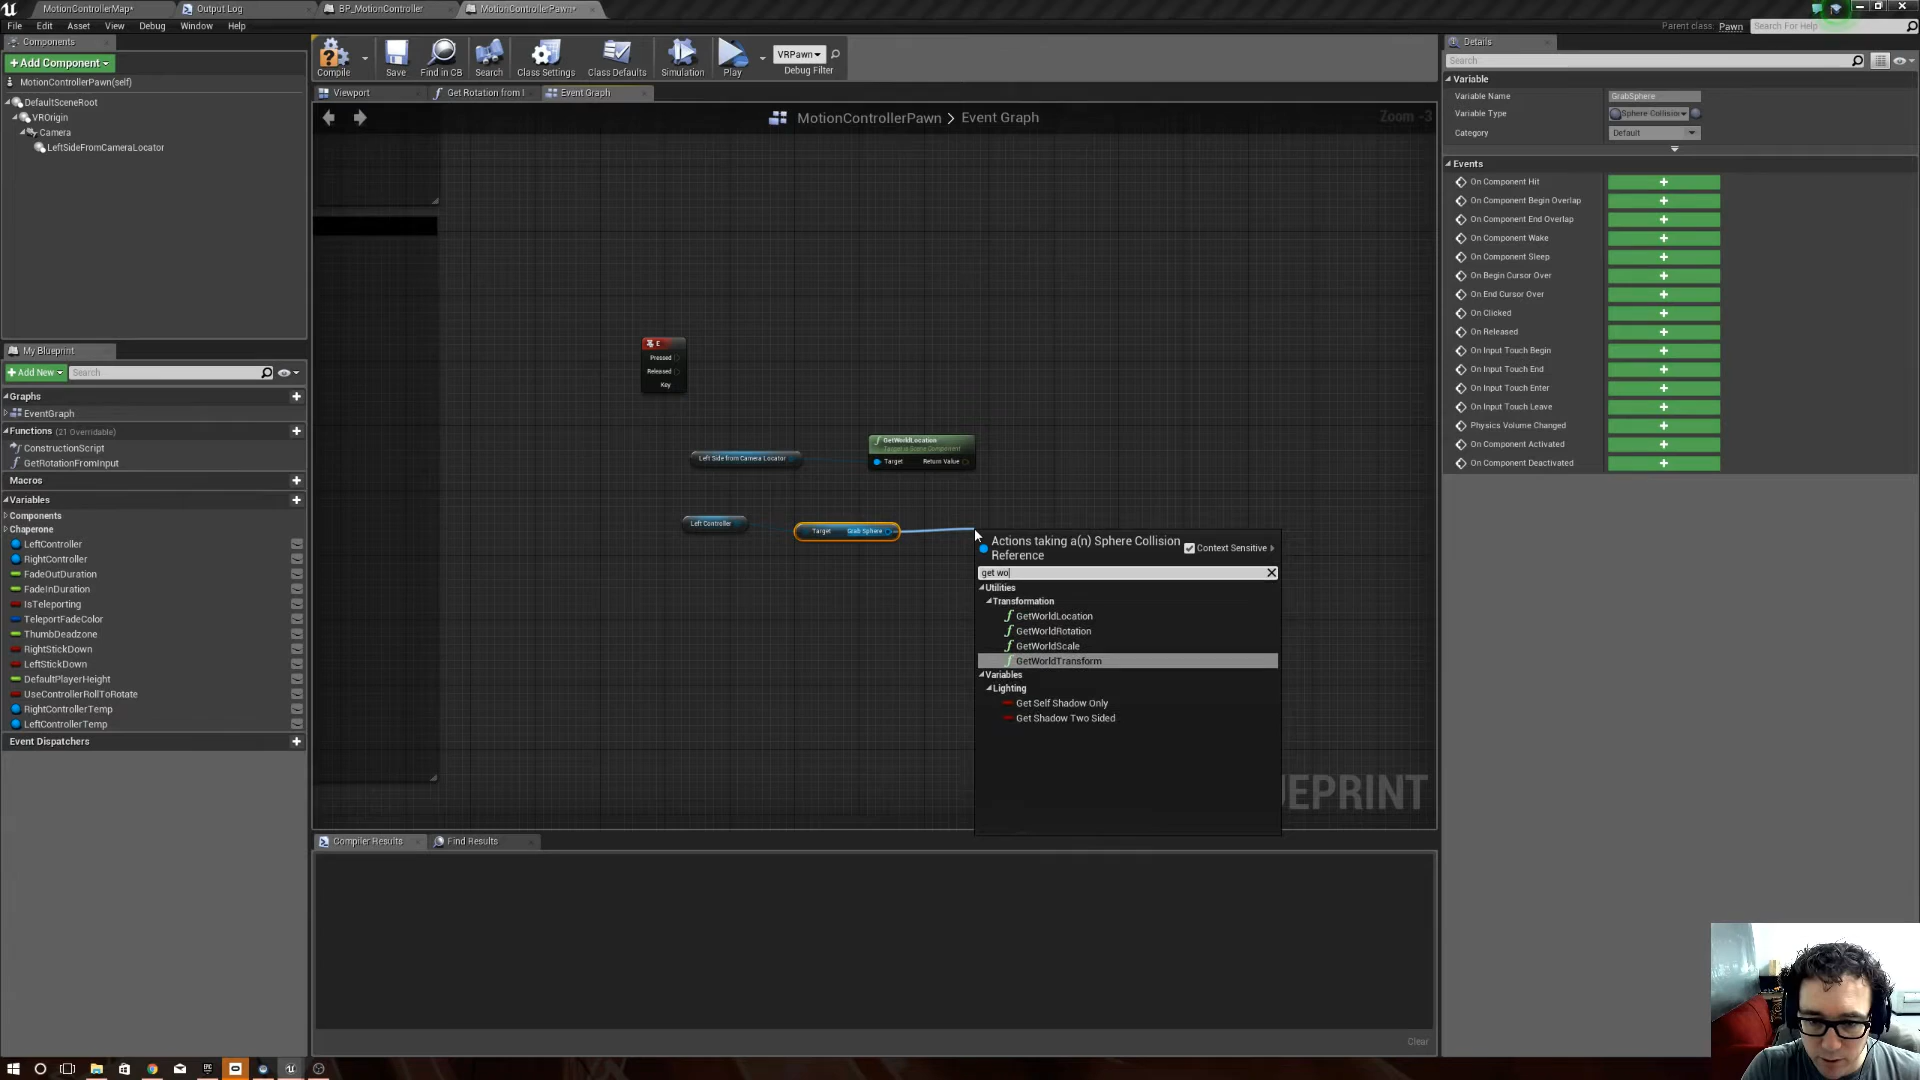 MotionControllerMap*
Output Log
BP_MotionController
MotionControllerPawn*
File Edit Asset View Debug Window Help
Parent class: Pawn
Search For Help
Components
+Add Component
MotionControllerPawn(self)
DefaultSceneRoot
VROrigin
Camera
LeftSideFromCameraLocator
Compile
Save
Find in CB
Search
Class Settings
Class Defaults
Simulation
Play
VRPawn
Debug Filter
Viewport
Get Rotation from I
Event Graph
MotionControllerPawn > Event Graph
Zoom -3
My Blueprint
+Add New
Search
Graphs
EventGraph
Functions (21 Overridable)
ConstructionScript
GetRotationFromInput
Macros
Variables
Components
Chaperone
LeftController
RightController
FadeOutDuration
FadeInDuration
IsTeleporting
TeleportFadeColor
ThumbDeadzone
RightStickDown
LeftStickDown
DefaultPlayerHeight
UseControllerRollToRotate
RightControllerTemp
LeftControllerTemp
Event Dispatchers
E
Pressed
Released
Key
Left Side from Camera Locator
GetWorldLocation
Target is Scene Component
Target
Return Value
Left Controller
Target
Grab Sphere
Actions taking a(n) Sphere Collision
Reference
Context Sensitive
get wo
Utilities
Transformation
GetWorldLocation
GetWorldRotation
GetWorldScale
GetWorldTransform
Variables
Lighting
Get Self Shadow Only
Get Shadow Two Sided
EPRINT
Compiler Results
Find Results
Clear
Details
Search
Variable
Variable Name
GrabSphere
Variable Type
Sphere Collision
Category
Default
Events
On Component Hit
On Component Begin Overlap
On Component End Overlap
On Component Wake
On Component Sleep
On Begin Cursor Over
On End Cursor Over
On Clicked
On Released
On Input Touch Begin
On Input Touch End
On Input Touch Enter
On Input Touch Leave
Physics Volume Changed
On Component Activated
On Component Deactivated